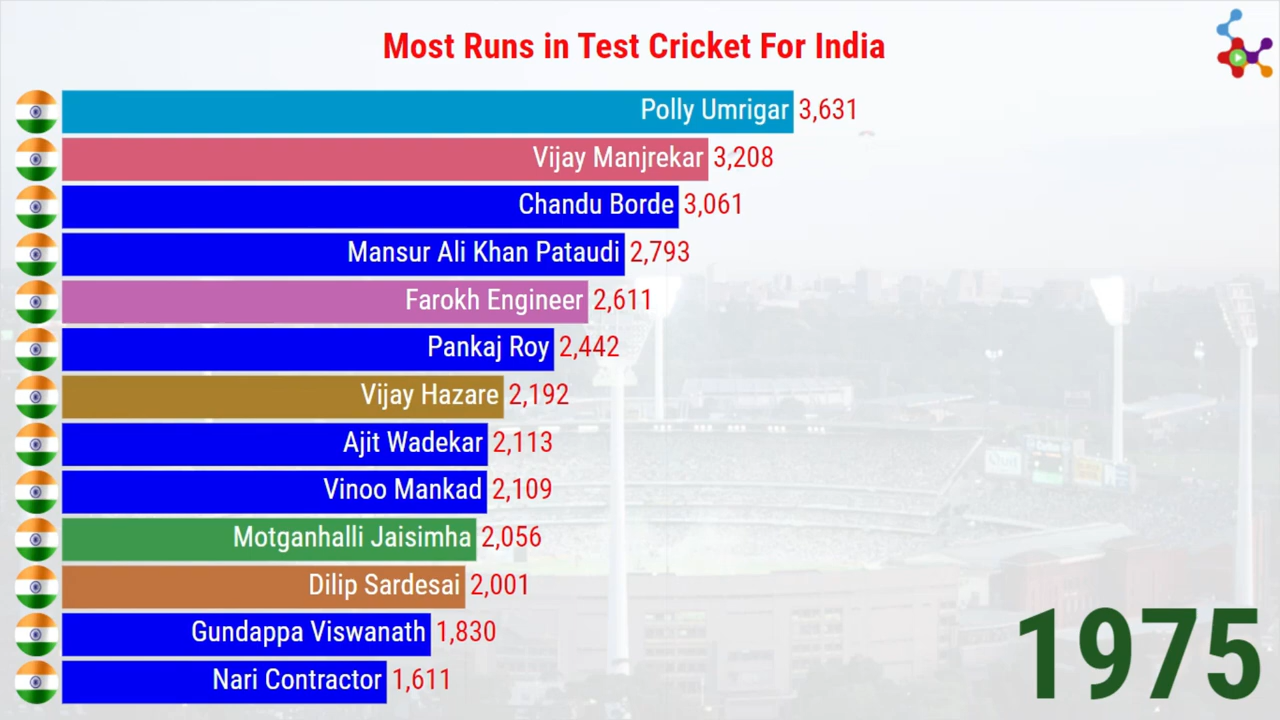 Most Runs in Test Cricket For India
Polly Umrigar 3,631
Vijay Manjrekar 3,208
Chandu Borde 3,061
Mansur Ali Khan Pataudi 2,793
Farokh Engineer 2,611
Pankaj Roy 2,442
Vijay Hazare 2,192
Ajit Wadekar 2,113
Vinoo Mankad 2,109
Motganhalli Jaisimha 2,056
Dilip Sardesai 2,001
Gundappa Viswanath 1,830
Nari Contractor 1,611
1975